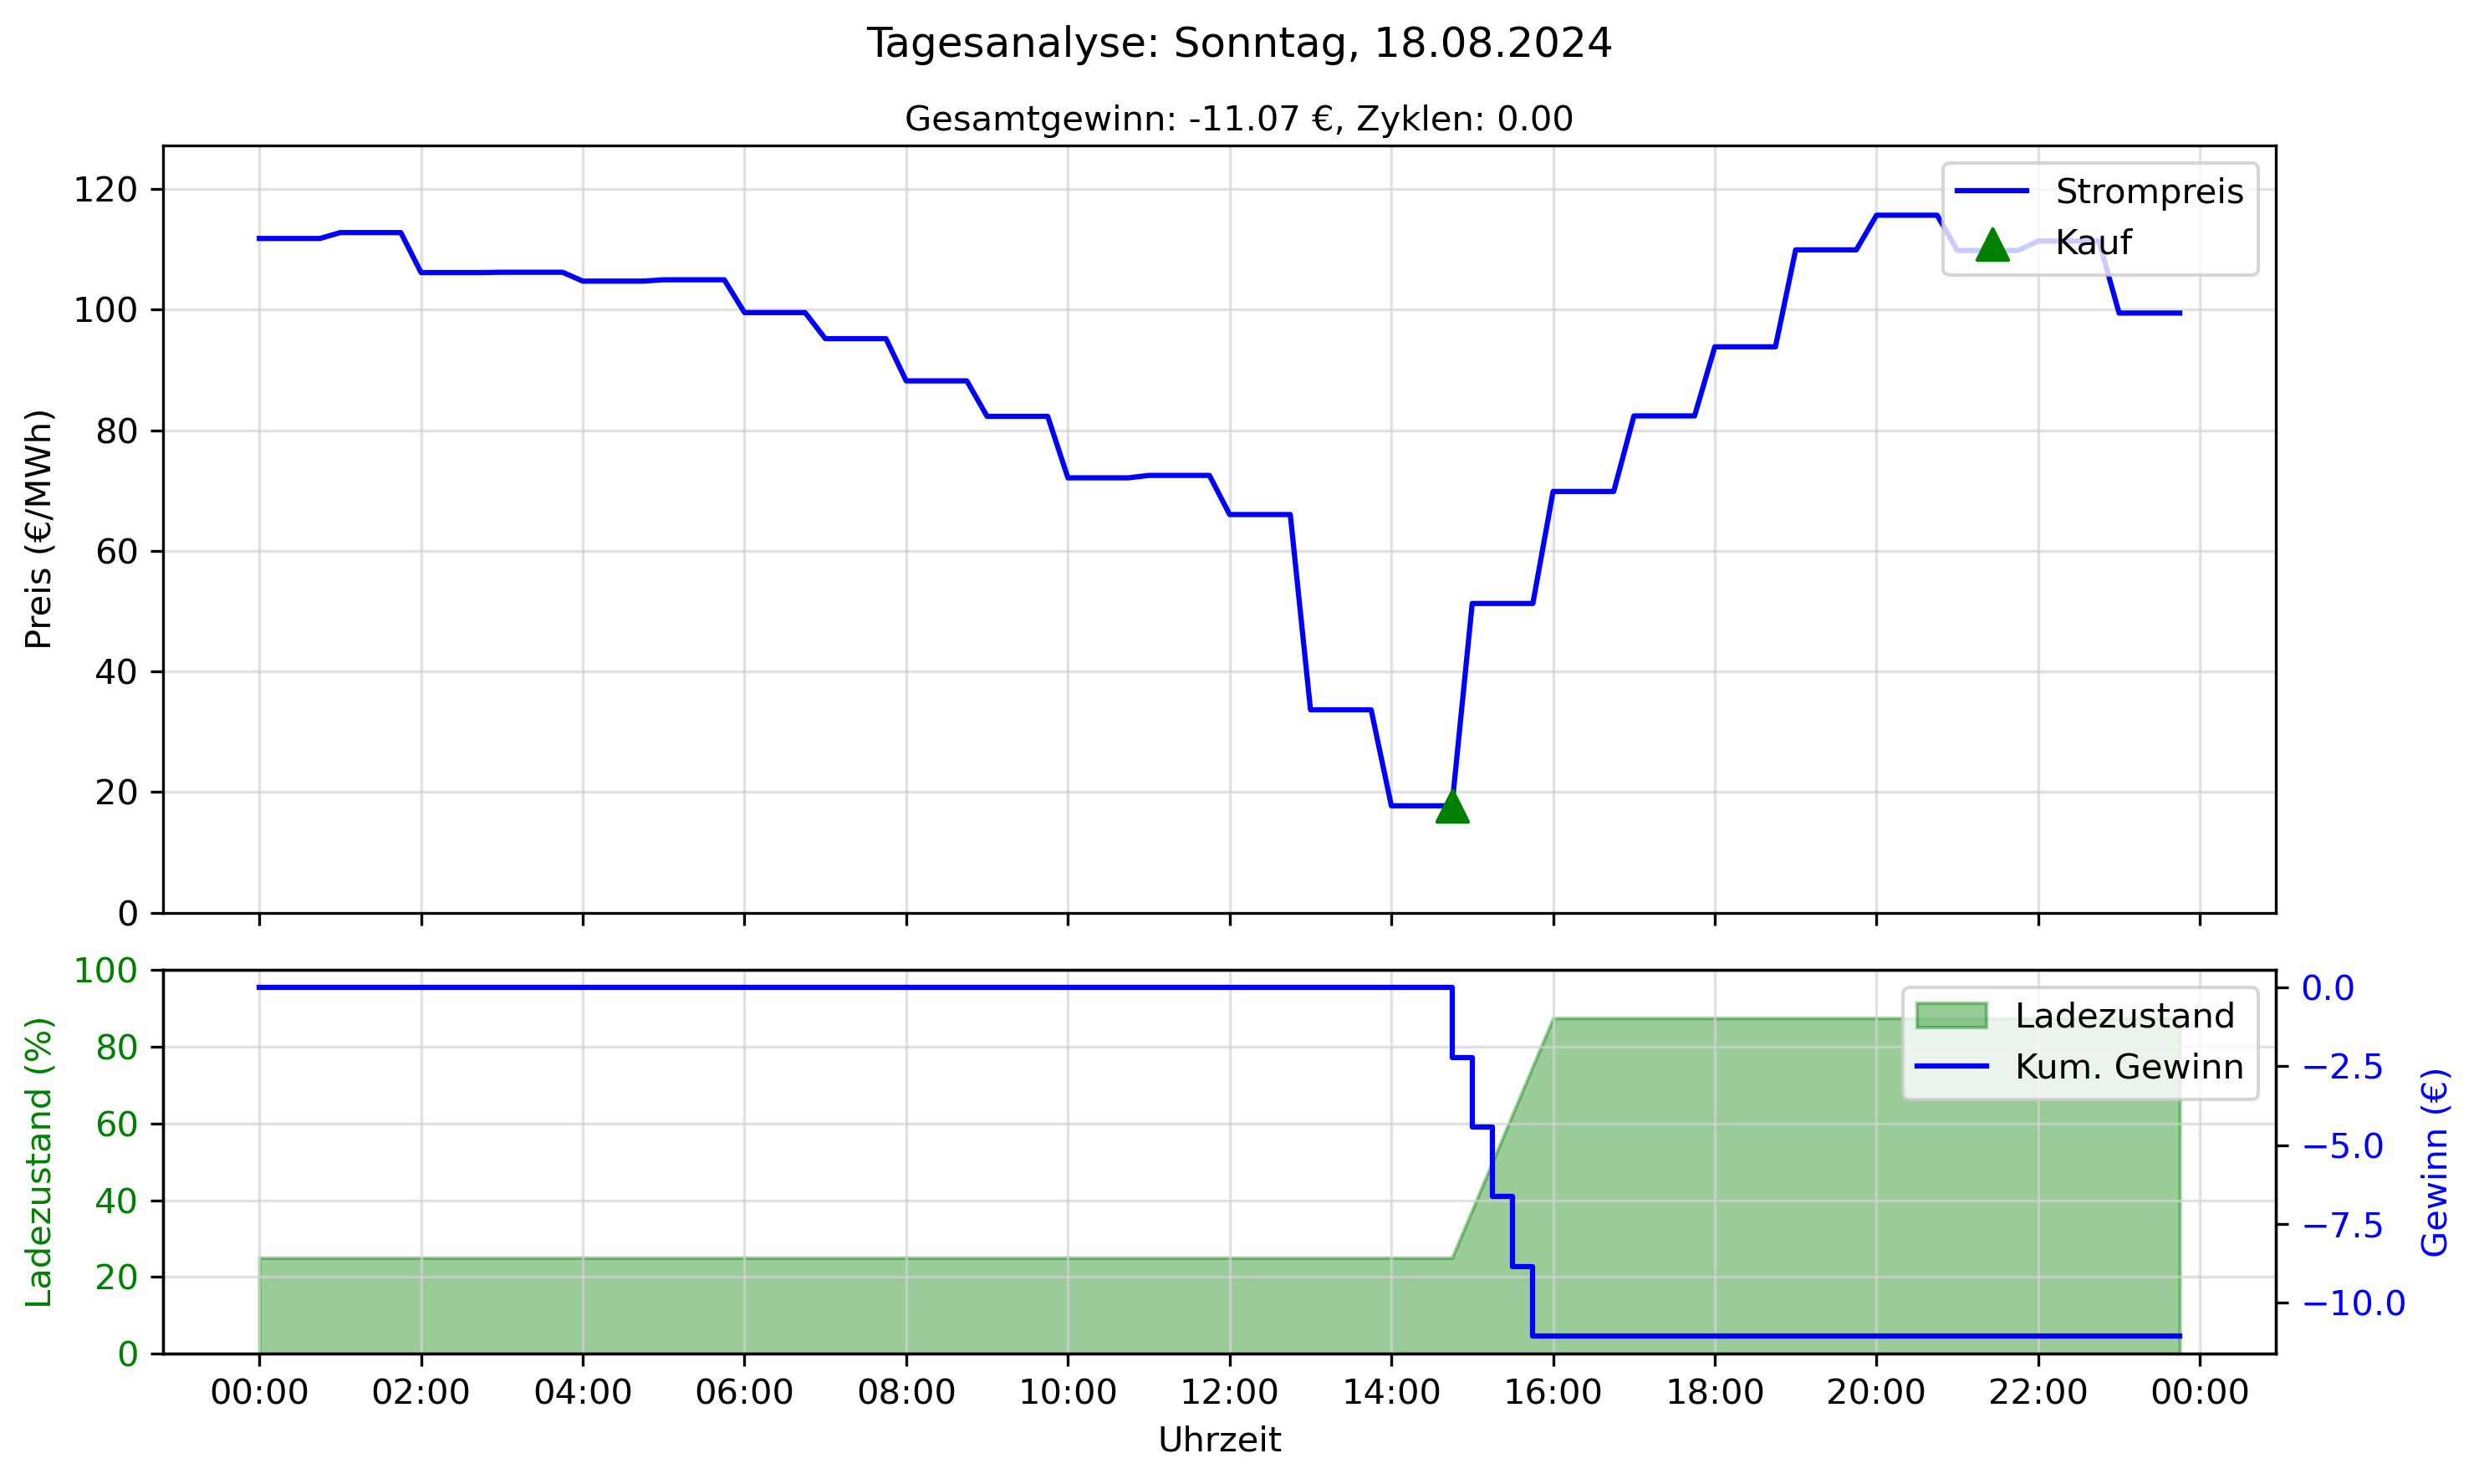 Tagesanalyse: Sonntag, 18.08.2024
Gesamtgewinn: -11.07 €, Zyklen: 0.00
Preis (€/MWh)
120
100
80
60
40
20
0
Strompreis
Kauf
Ladezustand (%)
100
80
60
40
20
0
Ladezustand
Kum. Gewinn
0.0
−2.5
−5.0
−7.5
−10.0
Gewinn (€)
00:00 02:00 04:00 06:00 08:00 10:00 12:00 14:00 16:00 18:00 20:00 22:00 00:00
Uhrzeit